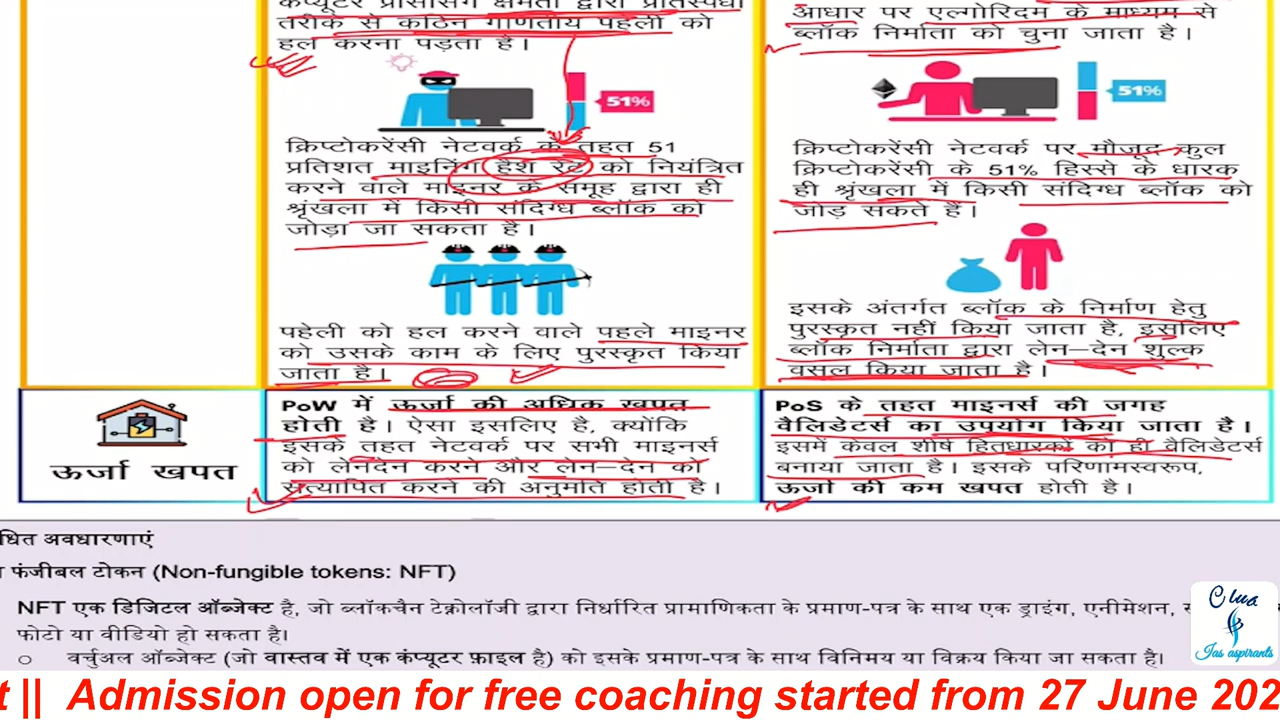 कंप्यूटर प्रोसेसिंग क्षमता द्वारा प्रतिस्पर्धी
तरीके से कठिन गणितीय पहेली को
हल करना पड़ता है।
51%
क्रिप्टोकरेंसी नेटवर्क के तहत 51
प्रतिशत माइनिंग हैश रेट को नियंत्रित
करने वाले माइनर के समूह द्वारा ही
श्रृंखला में किसी संदिग्ध ब्लॉक को
जोड़ा जा सकता है।
पहेली को हल करने वाले पहले माइनर
को उसके काम के लिए पुरस्कृत किया
जाता है।
आधार पर एल्गोरिदम के माध्यम से
ब्लॉक निर्माता को चुना जाता है।
51%
क्रिप्टोकरेंसी नेटवर्क पर मौजूद कुल
क्रिप्टोकरेंसी के 51% हिस्से के धारक
ही श्रृंखला में किसी संदिग्ध ब्लॉक को
जोड़ सकते हैं।
इसके अंतर्गत ब्लॉक के निर्माण हेतु
पुरस्कृत नहीं किया जाता है, इसलिए
ब्लॉक निर्माता द्वारा लेन–देन शुल्क
वसूल किया जाता है।
ऊर्जा खपत
PoW में ऊर्जा की अधिक खपत
होती है। ऐसा इसलिए है, क्योंकि
इसके तहत नेटवर्क पर सभी माइनर्स
को लेनदेन करने और लेन–देन को
सत्यापित करने की अनुमति होती है।
PoS के तहत माइनर्स की जगह
वैलिडेटर्स का उपयोग किया जाता है।
इसमें केवल शीर्ष हितधारकों को ही वैलिडेटर्स
बनाया जाता है। इसके परिणामस्वरूप,
ऊर्जा की कम खपत होती है।
धित अवधारणाएं
फंजीबल टोकन (Non-fungible tokens: NFT)
NFT एक डिजिटल ऑब्जेक्ट है, जो ब्लॉकचैन टेक्नोलॉजी द्वारा निर्धारित प्रामाणिकता के प्रमाण-पत्र के साथ एक ड्राइंग, एनीमेशन,
फोटो या वीडियो हो सकता है।
o वर्चुअल ऑब्जेक्ट (जो वास्तव में एक कंप्यूटर फ़ाइल है) को इसके प्रमाण-पत्र के साथ विनिमय या विक्रय किया जा सकता है।
Ias aspirants
t || Admission open for free coaching started from 27 June 202